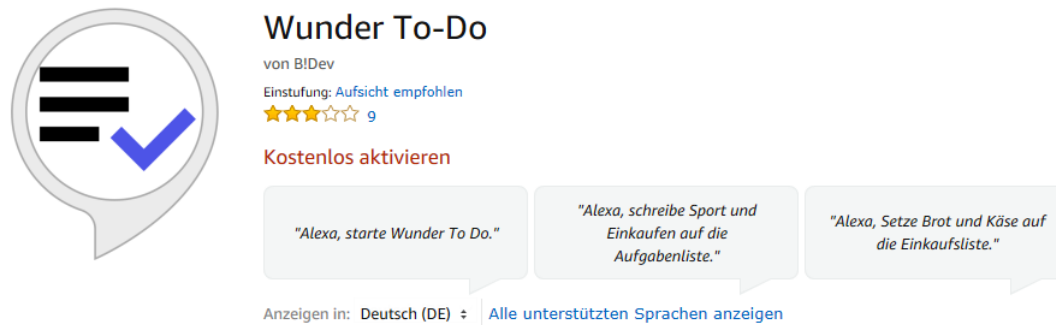 Wunder To-Do
von B!Dev
Einstufung: Aufsicht empfohlen
9
Kostenlos aktivieren
"Alexa, starte Wunder To Do."
"Alexa, schreibe Sport und
Einkaufen auf die
Aufgabenliste."
"Alexa, Setze Brot und Käse auf
die Einkaufsliste."
Anzeigen in: Deutsch (DE) Alle unterstützten Sprachen anzeigen